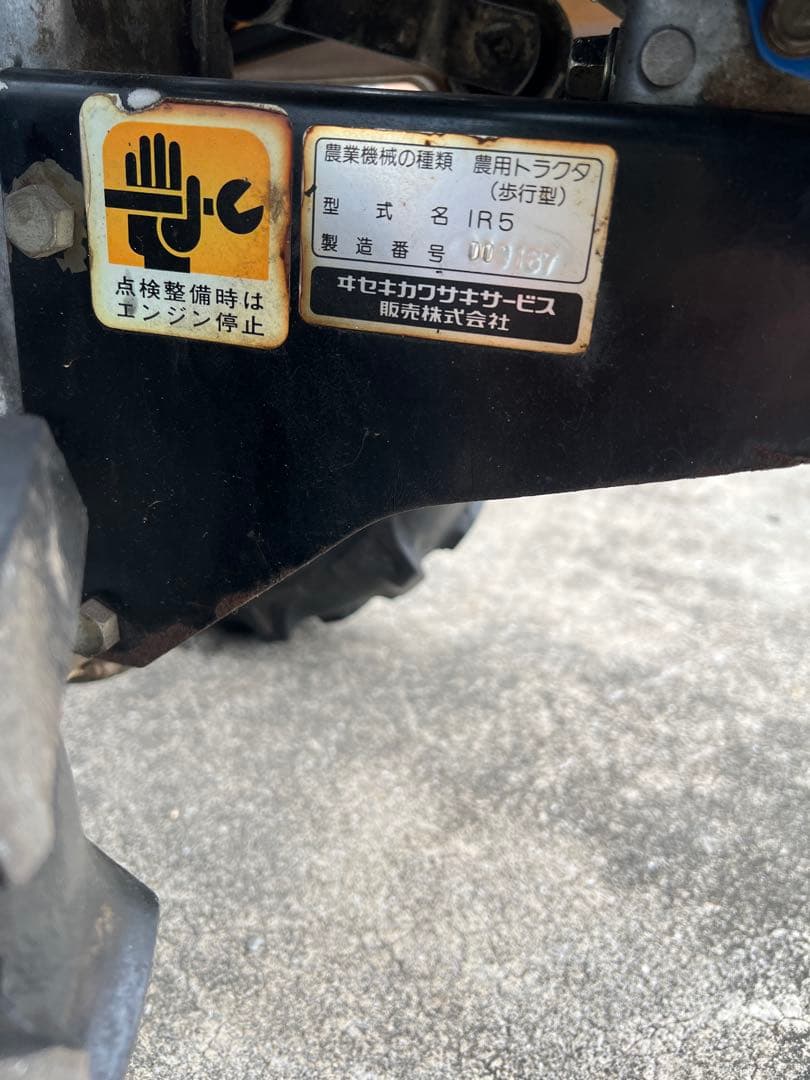 点検整備時は
エンジン停止
農業機械の種類 農用トラクタ
(歩行型)
型式名 IR5
製造番号
ヰセキカワサキサービス
販売株式会社